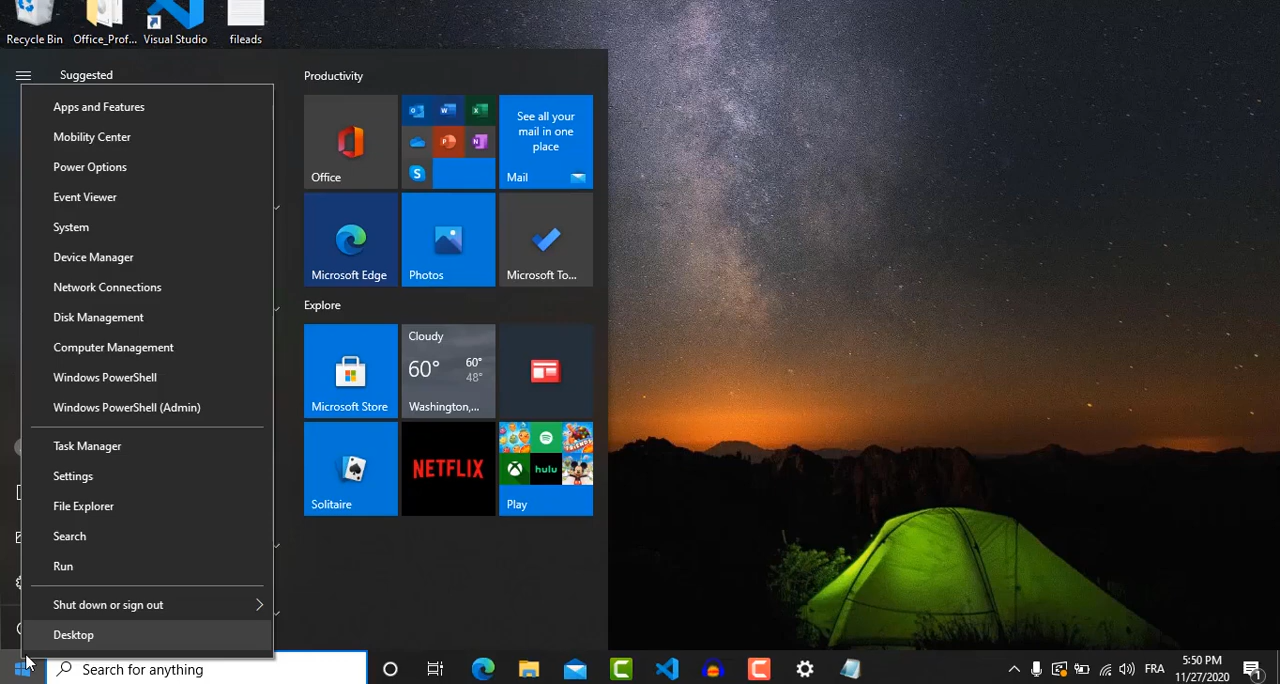 Recycle Bin
Office_Prof...
Visual Studio
fileads
Suggested
Apps and Features
Mobility Center
Power Options
Event Viewer
System
Device Manager
Network Connections
Disk Management
Computer Management
Windows PowerShell
Windows PowerShell (Admin)
Task Manager
Settings
File Explorer
Search
Run
Shut down or sign out
Desktop
Productivity
Office
See all your
mail in one
place
Mail
Microsoft Edge
Photos
Microsoft To...
Explore
Microsoft Store
Cloudy
60°
60°
48°
Washington,...
Solitaire
NETFLIX
hulu
Play
Search for anything
FRA
5:50 PM
11/27/2020
1